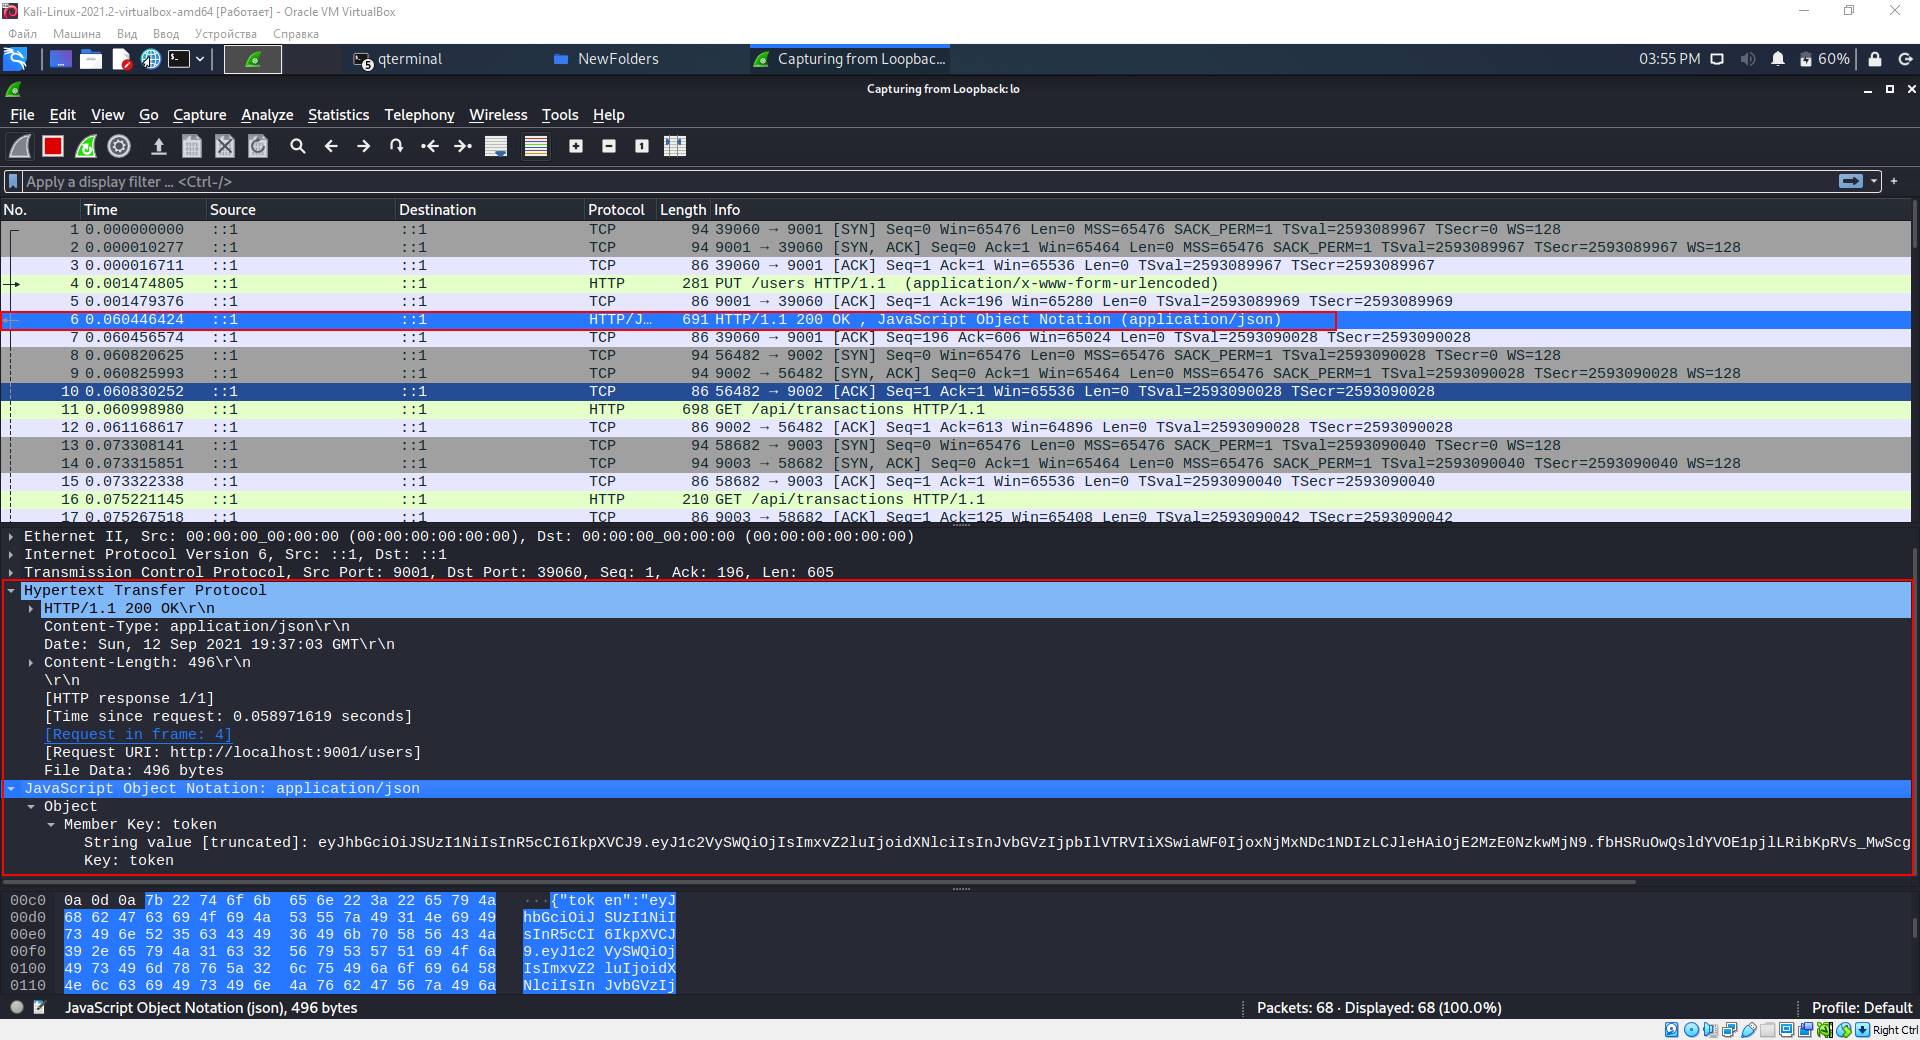 Kali-Linux-2021.2-virtualbox-amd64 [Работает] - Oracle VM VirtualBox
Файл Машина Вид Ввод Устройства Справка
5 qterminal NewFolders Capturing from Loopbac... 03:55 PM 60%
Capturing from Loopback: lo
File Edit View Go Capture Analyze Statistics Telephony Wireless Tools Help
Apply a display filter ... <Ctrl-/>
No. Time Source Destination Protocol Length Info
1 0.000000000 ::1 ::1 TCP 94 39060 → 9001 [SYN] Seq=0 Win=65476 Len=0 MSS=65476 SACK_PERM=1 TSval=2593089967 TSecr=0 WS=128
2 0.000010277 ::1 ::1 TCP 94 9001 → 39060 [SYN, ACK] Seq=0 Ack=1 Win=65464 Len=0 MSS=65476 SACK_PERM=1 TSval=2593089967 TSecr=2593089967 WS=128
3 0.000016711 ::1 ::1 TCP 86 39060 → 9001 [ACK] Seq=1 Ack=1 Win=65536 Len=0 TSval=2593089967 TSecr=2593089967
4 0.001474805 ::1 ::1 HTTP 281 PUT /users HTTP/1.1 (application/x-www-form-urlencoded)
5 0.001479376 ::1 ::1 TCP 86 9001 → 39060 [ACK] Seq=1 Ack=196 Win=65280 Len=0 TSval=2593089969 TSecr=2593089969
6 0.060446424 ::1 ::1 HTTP/J… 691 HTTP/1.1 200 OK , JavaScript Object Notation (application/json)
7 0.060456574 ::1 ::1 TCP 86 39060 → 9001 [ACK] Seq=196 Ack=606 Win=65024 Len=0 TSval=2593090028 TSecr=2593090028
8 0.060820625 ::1 ::1 TCP 94 56482 → 9002 [SYN] Seq=0 Win=65476 Len=0 MSS=65476 SACK_PERM=1 TSval=2593090028 TSecr=0 WS=128
9 0.060825993 ::1 ::1 TCP 94 9002 → 56482 [SYN, ACK] Seq=0 Ack=1 Win=65464 Len=0 MSS=65476 SACK_PERM=1 TSval=2593090028 TSecr=2593090028 WS=128
10 0.060830252 ::1 ::1 TCP 86 56482 → 9002 [ACK] Seq=1 Ack=1 Win=65536 Len=0 TSval=2593090028 TSecr=2593090028
11 0.060998980 ::1 ::1 HTTP 698 GET /api/transactions HTTP/1.1
12 0.061168617 ::1 ::1 TCP 86 9002 → 56482 [ACK] Seq=1 Ack=613 Win=64896 Len=0 TSval=2593090028 TSecr=2593090028
13 0.073308141 ::1 ::1 TCP 94 58682 → 9003 [SYN] Seq=0 Win=65476 Len=0 MSS=65476 SACK_PERM=1 TSval=2593090040 TSecr=0 WS=128
14 0.073315851 ::1 ::1 TCP 94 9003 → 58682 [SYN, ACK] Seq=0 Ack=1 Win=65464 Len=0 MSS=65476 SACK_PERM=1 TSval=2593090040 TSecr=2593090040 WS=128
15 0.073322338 ::1 ::1 TCP 86 58682 → 9003 [ACK] Seq=1 Ack=1 Win=65536 Len=0 TSval=2593090040 TSecr=2593090040
16 0.075221145 ::1 ::1 HTTP 210 GET /api/transactions HTTP/1.1
17 0.075267518 ::1 ::1 TCP 86 9003 → 58682 [ACK] Seq=1 Ack=125 Win=65408 Len=0 TSval=2593090042 TSecr=2593090042
Ethernet II, Src: 00:00:00_00:00:00 (00:00:00:00:00:00), Dst: 00:00:00_00:00:00 (00:00:00:00:00:00)
Internet Protocol Version 6, Src: ::1, Dst: ::1
Transmission Control Protocol, Src Port: 9001, Dst Port: 39060, Seq: 1, Ack: 196, Len: 605
Hypertext Transfer Protocol
HTTP/1.1 200 OK\r\n
Content-Type: application/json\r\n
Date: Sun, 12 Sep 2021 19:37:03 GMT\r\n
Content-Length: 496\r\n
\r\n
[HTTP response 1/1]
[Time since request: 0.058971619 seconds]
[Request in frame: 4]
[Request URI: http://localhost:9001/users]
File Data: 496 bytes
JavaScript Object Notation: application/json
Object
Member Key: token
String value [truncated]: eyJhbGciOiJSUzI1NiIsInR5cCI6IkpXVCJ9.eyJ1c2VySWQiOjIsImxvZ2luIjoidXNlciIsInJvbGVzIjpbIlVTRVIiXSwiaWF0IjoxNjMxNDc1NDIzLCJleHAiOjE2MzE0NzkwMjN9.fbHSRuOwQsldYVOE1pjlLRibKpRVs_MwScg
Key: token
00c0 0a 0d 0a 7b 22 74 6f 6b 65 6e 22 3a 22 65 79 4a ···{"tok en":"eyJ
00d0 68 62 47 63 69 4f 69 4a 53 55 7a 49 31 4e 69 49 hbGciOiJ SUzI1NiI
00e0 73 49 6e 52 35 63 43 49 36 49 6b 70 58 56 43 4a sInR5cCI 6IkpXVCJ
00f0 39 2e 65 79 4a 31 63 32 56 79 53 57 51 69 4f 6a 9.eyJ1c2 VySWQiOj
0100 49 73 49 6d 78 76 5a 32 6c 75 49 6a 6f 69 64 58 IsImxvZ2 luIjoidX
0110 4e 6c 63 69 49 73 49 6e 4a 76 62 47 56 7a 49 6a NlciIsIn JvbGVzIj
JavaScript Object Notation (json), 496 bytes Packets: 68 · Displayed: 68 (100.0%) Profile: Default
Right Ctrl